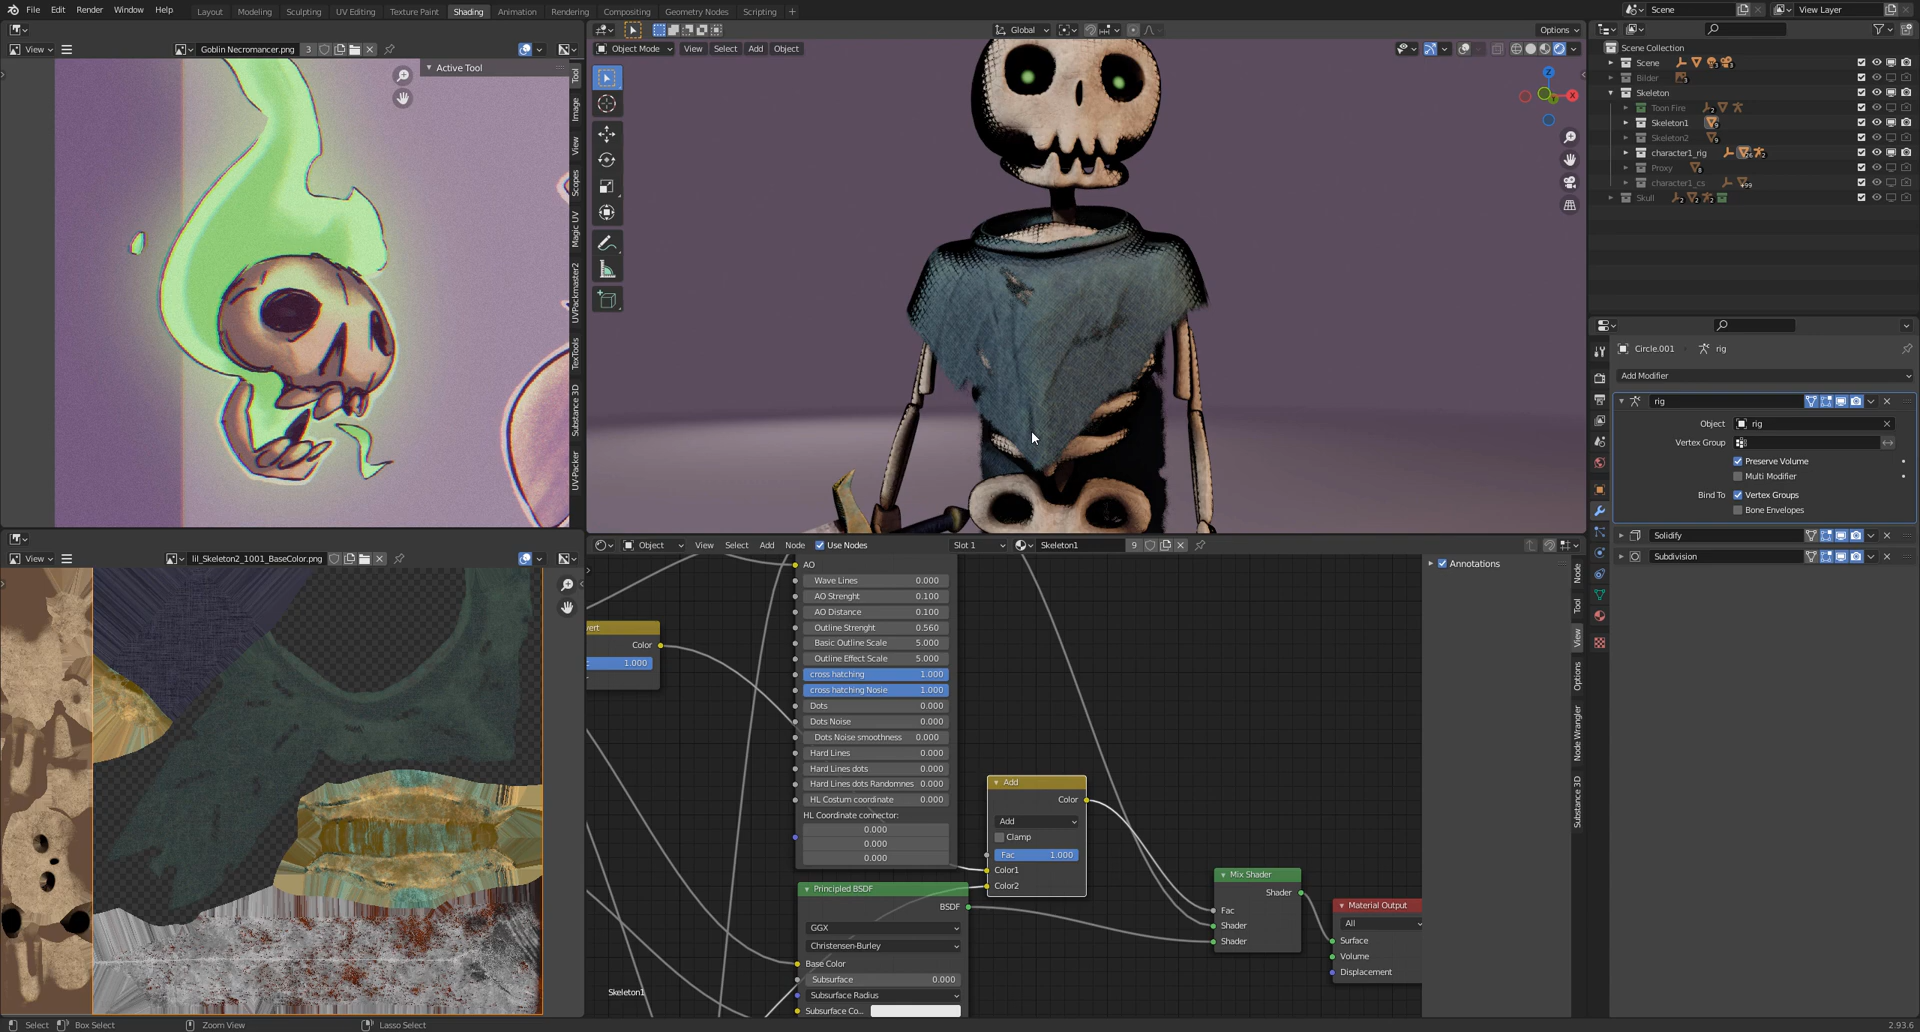 File Edit Render Window Help Layout Modeling Sculpting UV Editing Texture Paint Shading Animation Rendering Compositing Geometry Nodes Scripting + Scene View Layer
View Goblin Necromancer.png 3
Active Tool
Tool
Image
View
Scopes
Magic UV
UVPackmaster2
TexTools
Substance 3D
UV-Packer
Global Options
Object Mode View Select Add Object
Z
X
Scene Collection
Scene
Bilder
Skeleton
Toon Fire
Skeleton1
Skeleton2
character1_rig
Proxy
character1_cs
Skull
Circle.001 rig
Add Modifier
rig
Object rig
Vertex Group
Preserve Volume
Multi Modifier
Bind To Vertex Groups
Bone Envelopes
Solidify
Subdivision
View lil_Skeleton2_1001_BaseColor.png
Object View Select Add Node Use Nodes Slot 1 Skeleton1 9
AO
Wave Lines 0.000
AO Strenght 0.100
AO Distance 0.100
Outline Strenght 0.560
Basic Outline Scale 5.000
Outline Effect Scale 5.000
cross hatching 1.000
cross hatching Nosie 1.000
Dots 0.000
Dots Noise 0.000
Dots Noise smoothness 0.000
Hard Lines 0.000
Hard Lines dots 0.000
Hard Lines dots Randomnes 0.000
HL Costum coordinate 0.000
HL Coordinate connector:
0.000
0.000
0.000
vert
Color
1.000
Add
Color
Add
Clamp
Fac 1.000
Color1
Color2
Principled BSDF
BSDF
GGX
Christensen-Burley
Base Color
Subsurface 0.000
Subsurface Radius
Subsurface Co...
Mix Shader
Shader
Fac
Shader
Shader
Material Output
All
Surface
Volume
Displacement
Skeleton1
Annotations
Node
Tool
View
Options
Node Wrangler
Substance 3D
Select Box Select Zoom View Lasso Select 2.93.6